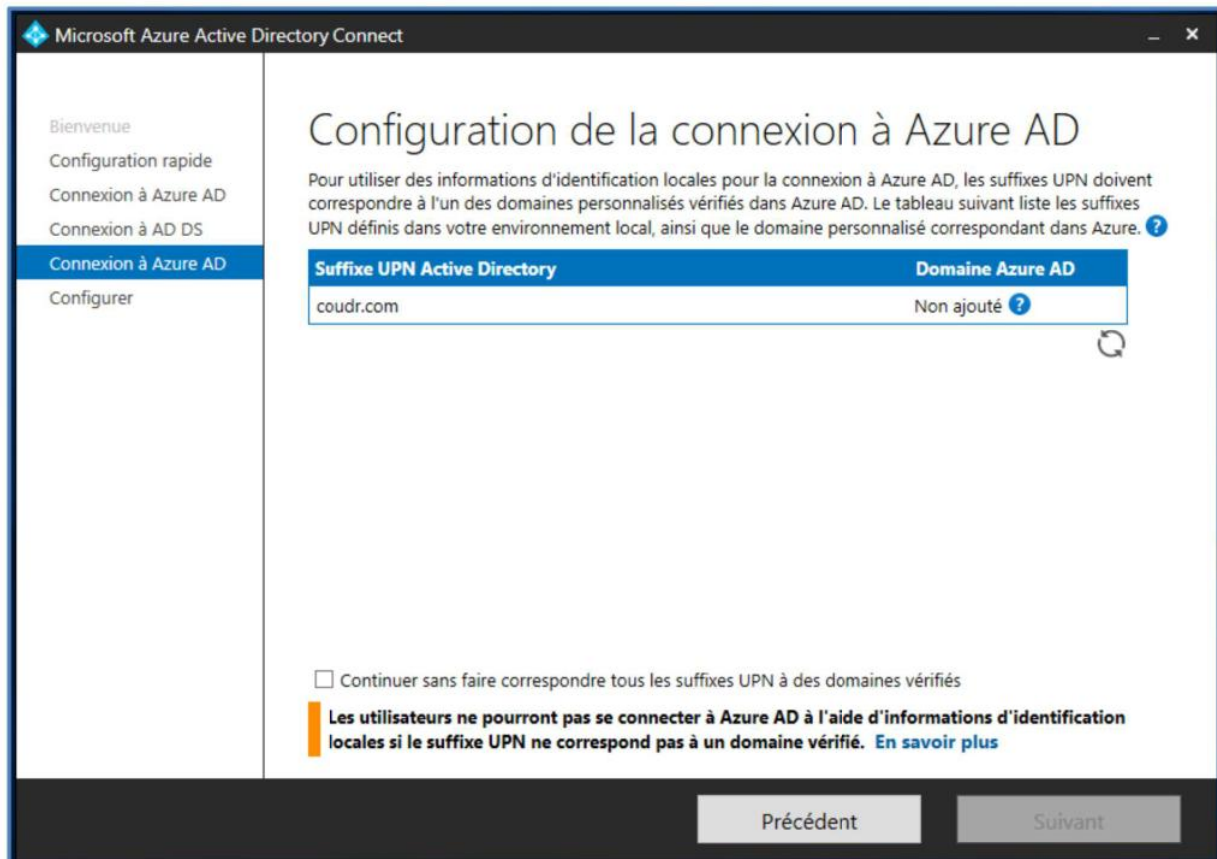 Microsoft Azure Active Directory Connect
Bienvenue
Configuration rapide
Connexion à Azure AD
Connexion à AD DS
Connexion à Azure AD
Configurer
Configuration de la connexion à Azure AD
Pour utiliser des informations d'identification locales pour la connexion à Azure AD, les suffixes UPN doivent
correspondre à l'un des domaines personnalisés vérifiés dans Azure AD. Le tableau suivant liste les suffixes
UPN définis dans votre environnement local, ainsi que le domaine personnalisé correspondant dans Azure. ?
Suffixe UPN Active Directory Domaine Azure AD
coudr.com Non ajouté ?
Continuer sans faire correspondre tous les suffixes UPN à des domaines vérifiés
Les utilisateurs ne pourront pas se connecter à Azure AD à l'aide d'informations d'identification
locales si le suffixe UPN ne correspond pas à un domaine vérifié. En savoir plus
Précédent Suivant